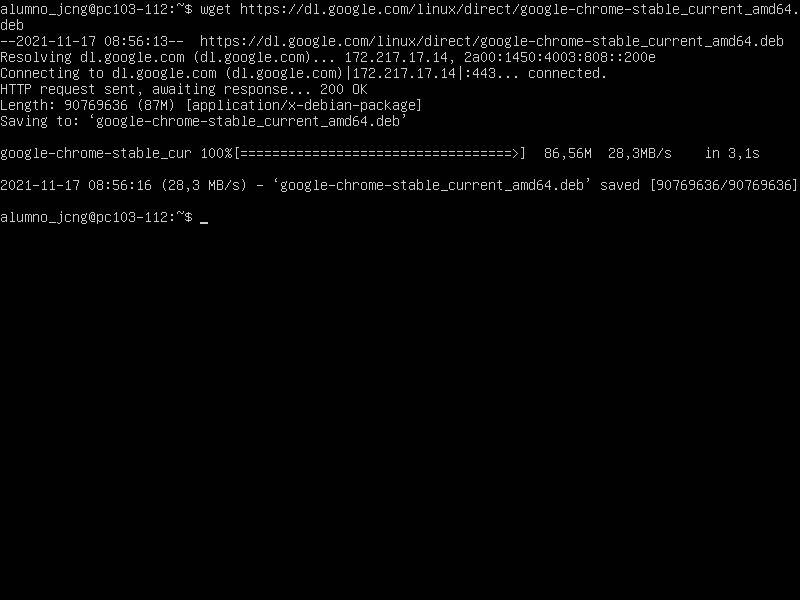 alumno_jcng@pc103-112:~$ wget https://dl.google.com/linux/direct/google-chrome-stable_current_amd64.
deb
--2021-11-17 08:56:13--  https://dl.google.com/linux/direct/google-chrome-stable_current_amd64.deb
Resolving dl.google.com (dl.google.com)... 172.217.17.14, 2a00:1450:4003:808::200e
Connecting to dl.google.com (dl.google.com)|172.217.17.14|:443... connected.
HTTP request sent, awaiting response... 200 OK
Length: 90769636 (87M) [application/x-debian-package]
Saving to: ‘google-chrome-stable_current_amd64.deb’
google-chrome-stable_cur 100%[==================================>]  86,56M  28,3MB/s    in 3,1s
2021-11-17 08:56:16 (28,3 MB/s) - ‘google-chrome-stable_current_amd64.deb’ saved [90769636/90769636]
alumno_jcng@pc103-112:~$ _